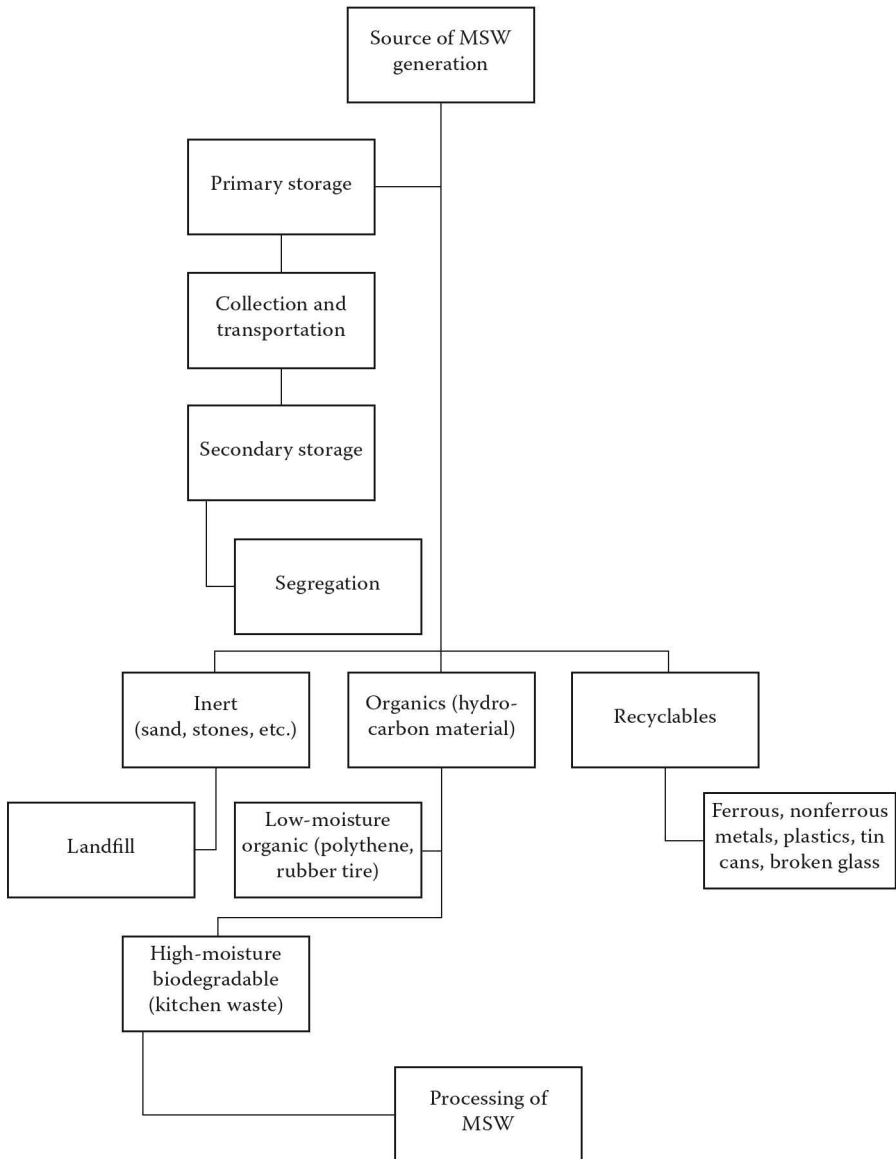 Source of MSW
generation
Primary storage
Collection and
transportation
Secondary storage
Segregation
Inert
(sand, stones, etc.)
Organics (hydro-
carbon material)
Recyclables
Landfill
Low-moisture
organic (polythene,
rubber tire)
Ferrous, nonferrous
metals, plastics, tin
cans, broken glass
High-moisture
biodegradable
(kitchen waste)
Processing of
MSW